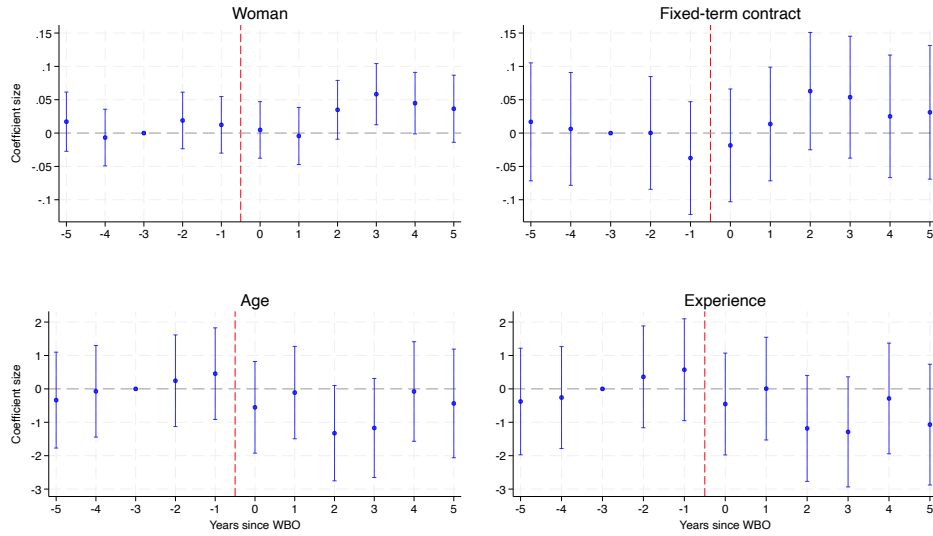 Woman
Fixed-term contract
Coefficient size
.15
.1
.05
0
-.05
-.1
-5 -4 -3 -2 -1 0 1 2 3 4 5
.15
.1
.05
0
-.05
-.1
-5 -4 -3 -2 -1 0 1 2 3 4 5
Age
Experience
Coefficient size
2
1
0
-1
-2
-3
-5 -4 -3 -2 -1 0 1 2 3 4 5
Years since WBO
2
1
0
-1
-2
-3
-5 -4 -3 -2 -1 0 1 2 3 4 5
Years since WBO